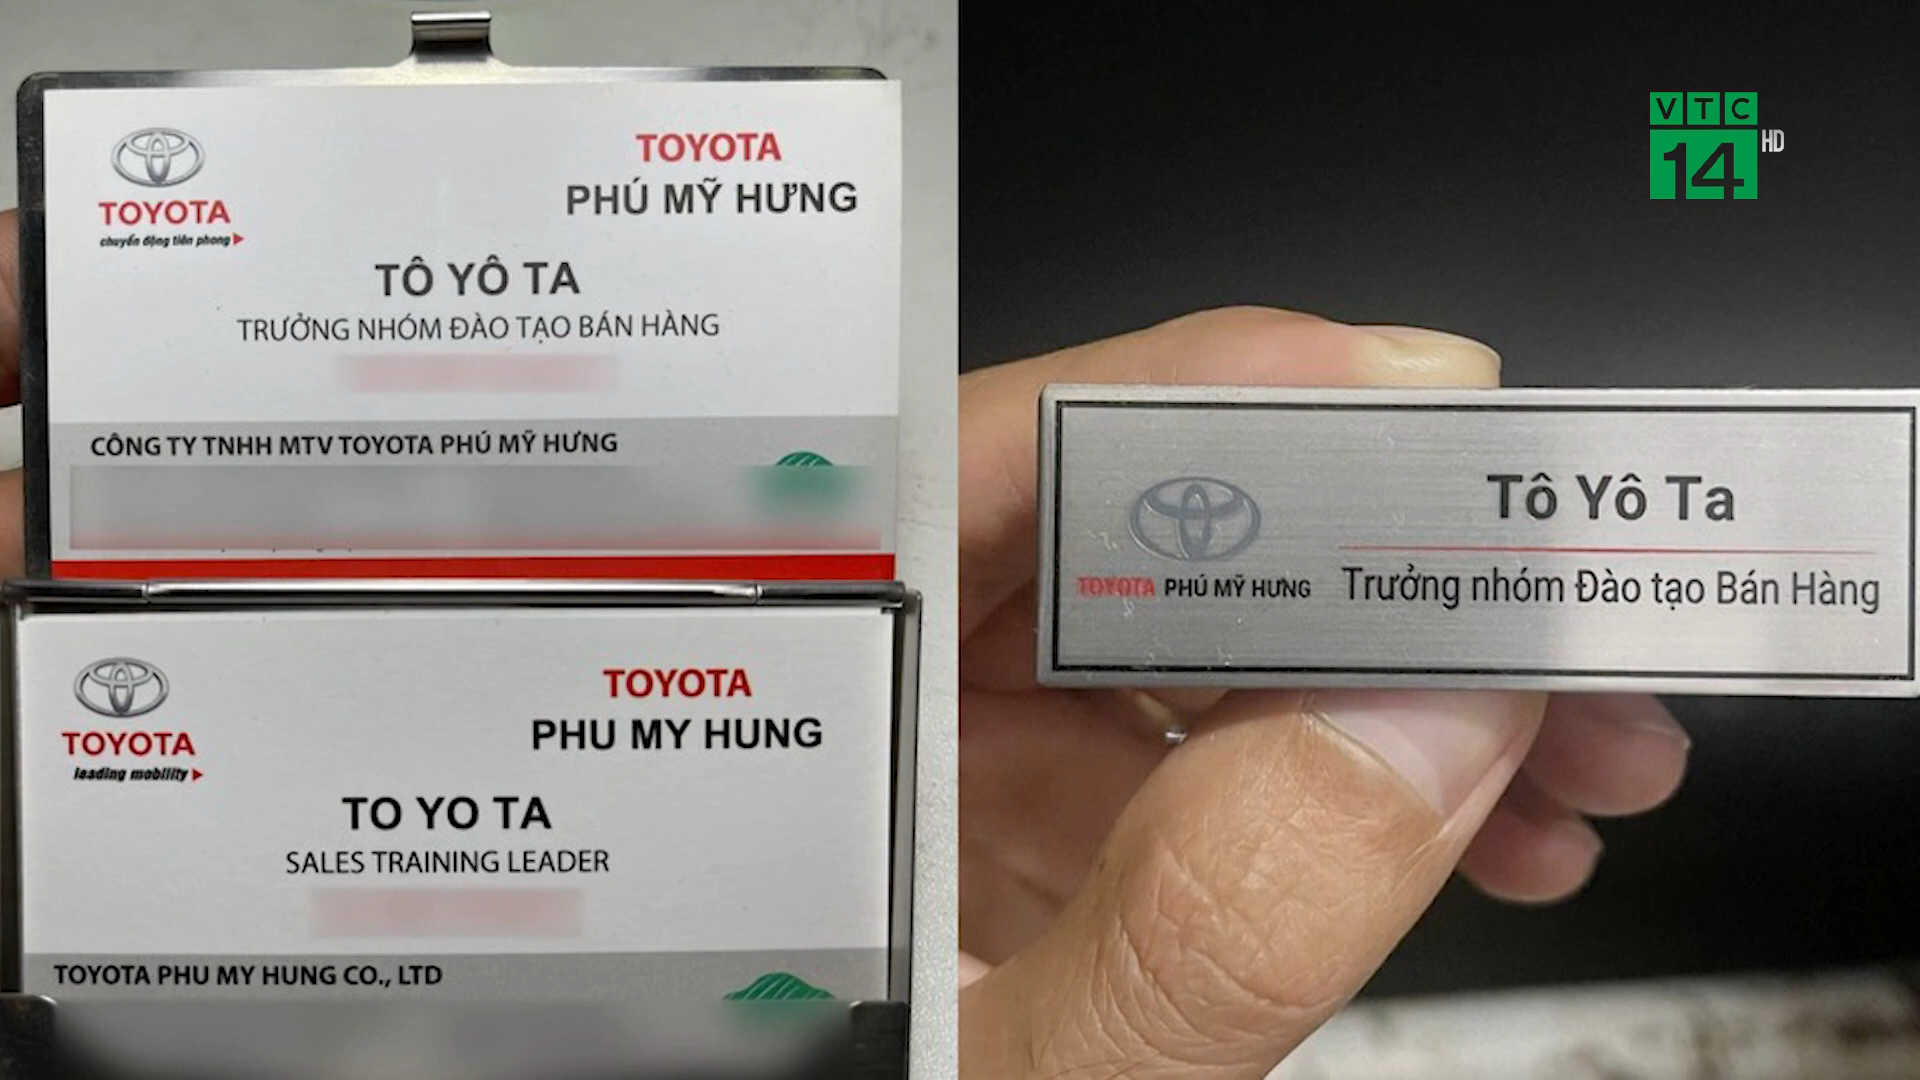 TOYOTA
chuyển động tiên phong
TOYOTA
PHÚ MỸ HƯNG
TÔ YÔ TA
TRƯỞNG NHÓM ĐÀO TẠO BÁN HÀNG
CÔNG TY TNHH MTV TOYOTA PHÚ MỸ HƯNG
TOYOTA
leading mobility
TOYOTA
PHU MY HUNG
TO YO TA
SALES TRAINING LEADER
TOYOTA PHU MY HUNG CO., LTD
VTC
14 HD
TOYOTA PHÚ MỸ HƯNG
Tô Yô Ta
Trưởng nhóm Đào tạo Bán Hàng